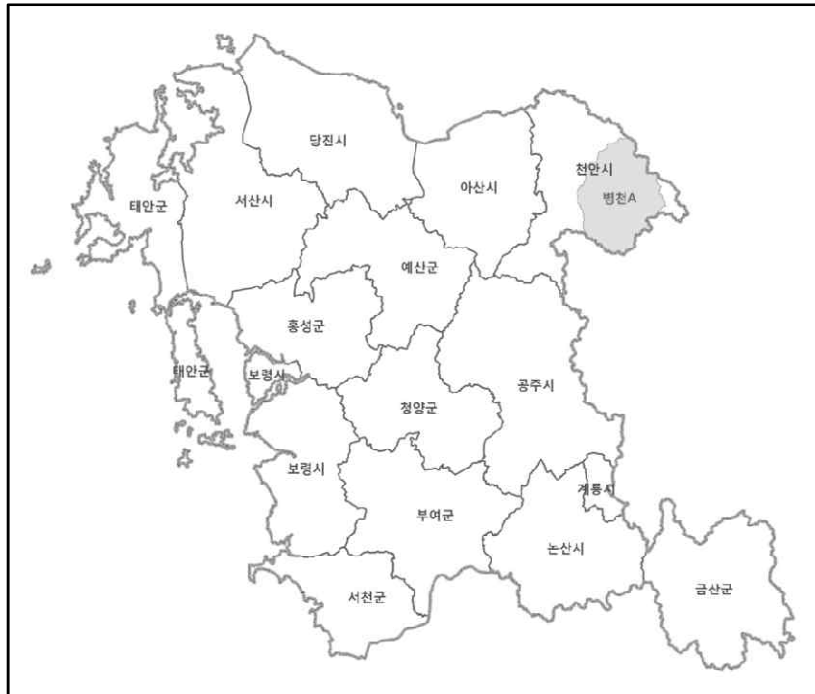 당진시
천안시
아산시
병천A
태안군
서산시
예산군
홍성군
태안군
보령시
공주시
청양군
보령시
계룡시
부여군
논산시
금산군
서천군